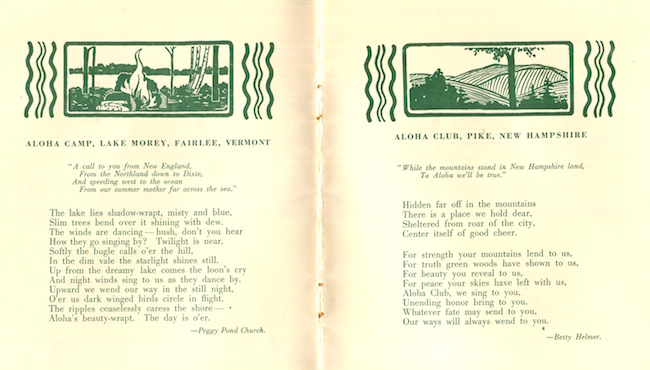 ALOHA CAMP, LAKE MOREY, FAIRLEE, VERMONT
"A call to you from New England,
From the Northland down to Dixie,
And speeding west to the ocean
From our summer mother far across the sea."
The lake lies shadow-wrapt, misty and blue,
Slim trees bend over it shining with dew.
The winds are dancing—hush, don't you hear
How they go singing by? Twilight is near.
Softly the bugle calls o'er the hill,
In the dim vale the starlight shines still.
Up from the dreamy lake comes the loon's cry
And night winds sing to us as they dance by.
Upward we wend our way in the still night,
O'er us dark winged birds circle in flight.
The ripples ceaselessly caress the shore—
Aloha's beauty-wrapt. The day is o'er.
—Peggy Pond Church.
ALOHA CLUB, PIKE, NEW HAMPSHIRE
"While the mountains stand in New Hampshire land,
To Aloha we'll be true."
Hidden far off in the mountains
There is a place we hold dear,
Sheltered from roar of the city,
Center itself of good cheer.
For strength your mountains lend to us,
For truth green woods have shown to us,
For beauty you reveal to us,
For peace your skies have left with us,
Aloha Club, we sing to you,
Unending honor bring to you.
Whatever fate may send to you,
Our ways will always wend to you.
—Betty Helmer.